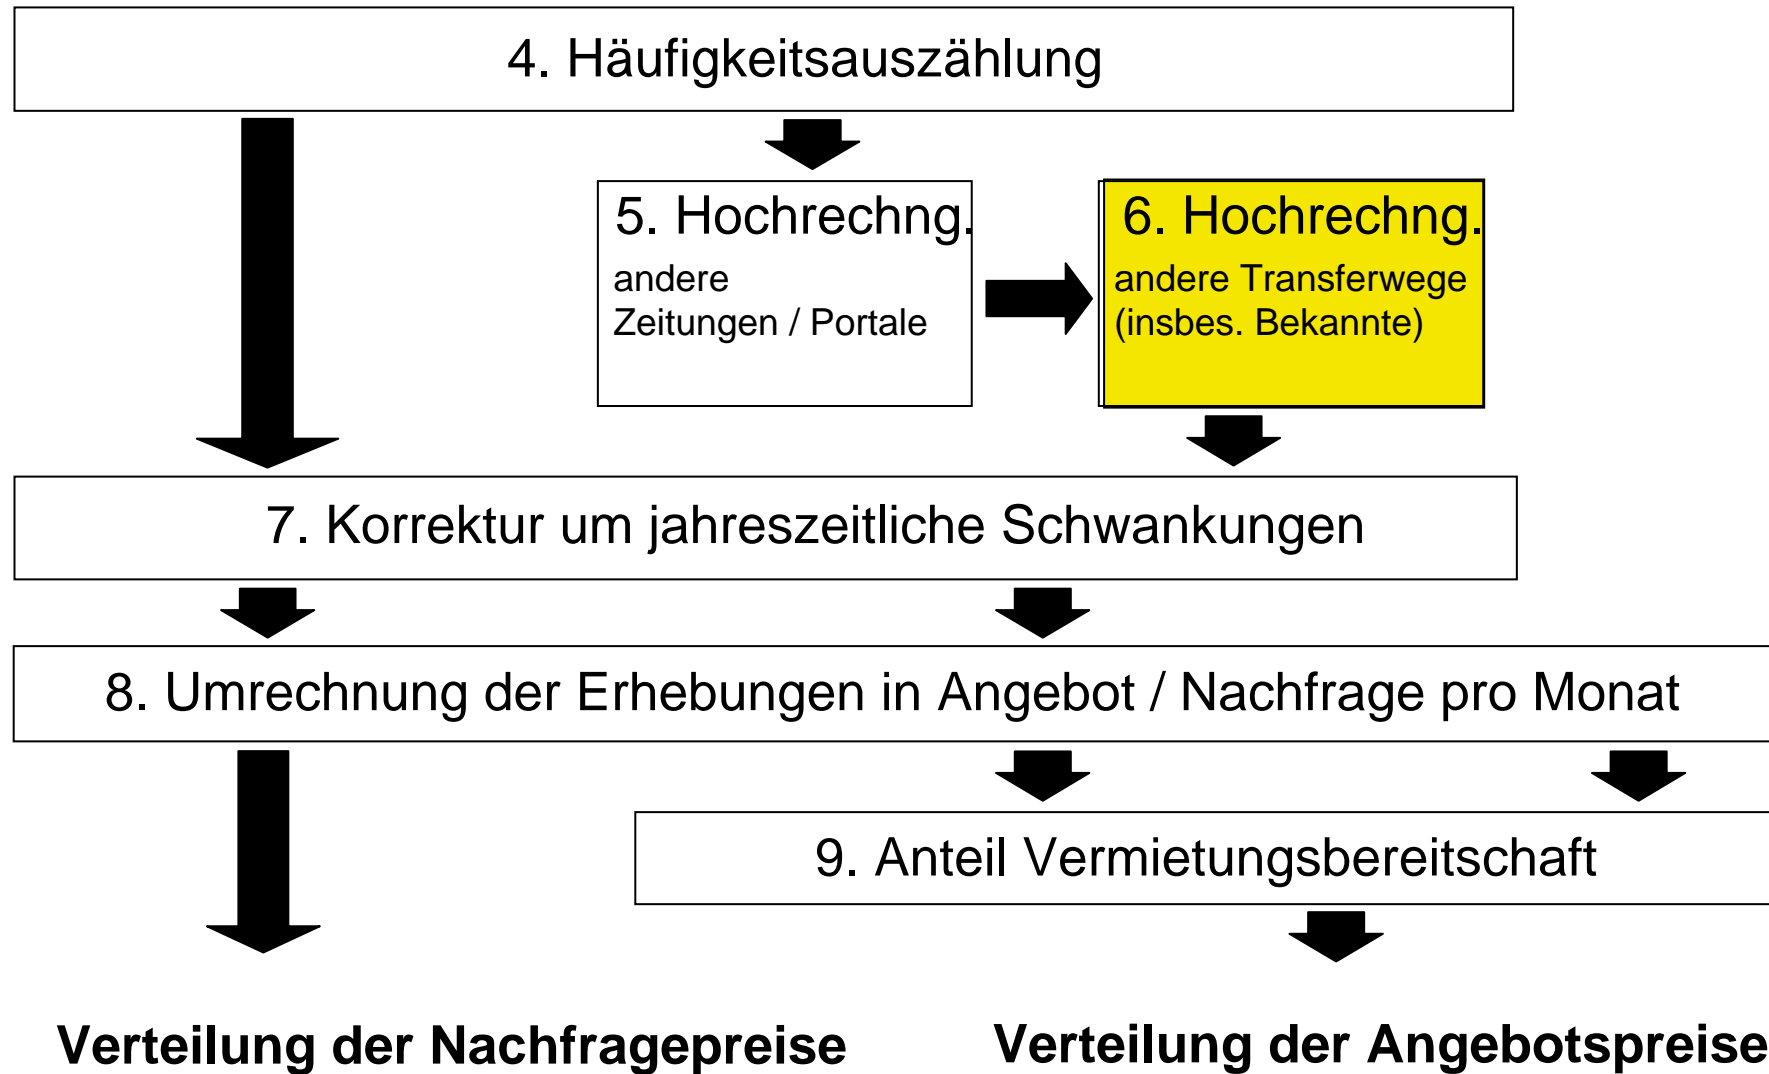 4. Häufigkeitsauszählung
5. Hochrechng.
andere
Zeitungen / Portale
6. Hochrechng.
andere Transferwege
(insbes. Bekannte)
7. Korrektur um jahreszeitliche Schwankungen
8. Umrechnung der Erhebungen in Angebot / Nachfrage pro Monat
9. Anteil Vermietungsbereitschaft
Verteilung der Nachfragepreise
Verteilung der Angebotspreise